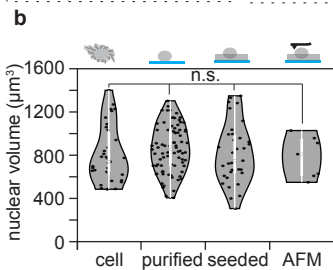 b
n.s.
nuclear volume (μm³)
1600
1200
800
400
0
cell purified seeded AFM